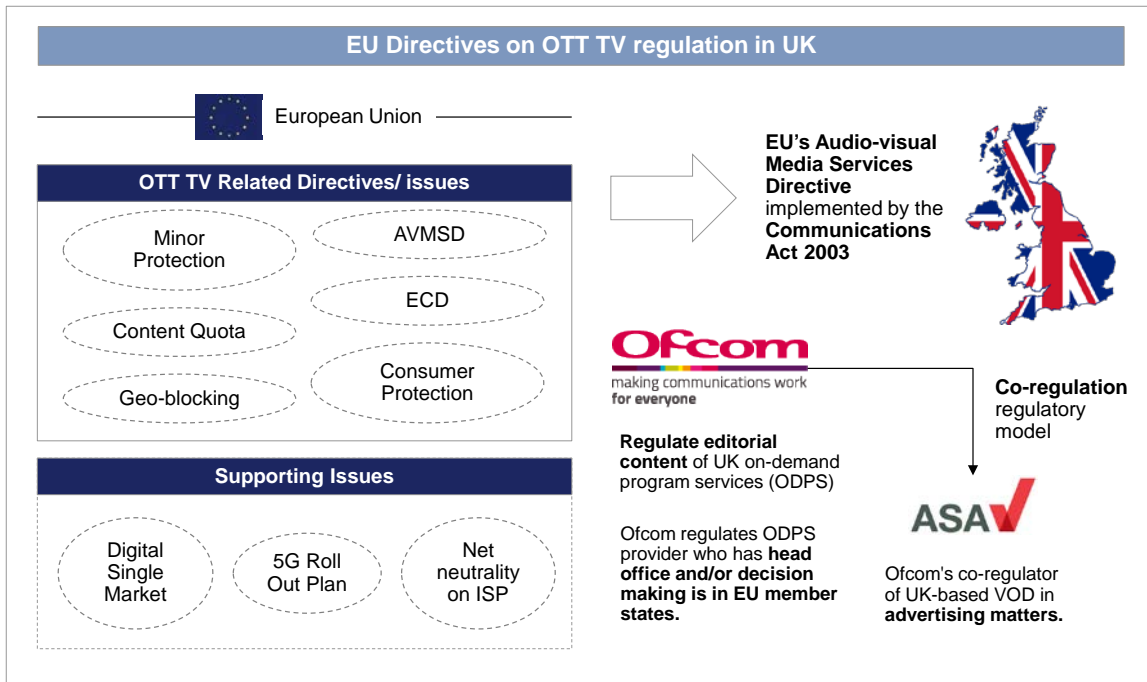 EU Directives on OTT TV regulation in UK
European Union
OTT TV Related Directives/ issues
Minor
Protection
AVMSD
ECD
Content Quota
Consumer
Protection
Geo-blocking
Supporting Issues
Digital
Single
Market
5G Roll
Out Plan
Net
neutrality
on ISP
EU's Audio-visual
Media Services
Directive
implemented by the
Communications
Act 2003
Ofcom
making communications work
for everyone
Co-regulation
regulatory
model
Regulate editorial
content of UK on-demand
program services (ODPS)
Ofcom regulates ODPS
provider who has head
office and/or decision
making is in EU member
states.
ASA
Ofcom's co-regulator
of UK-based VOD in
advertising matters.